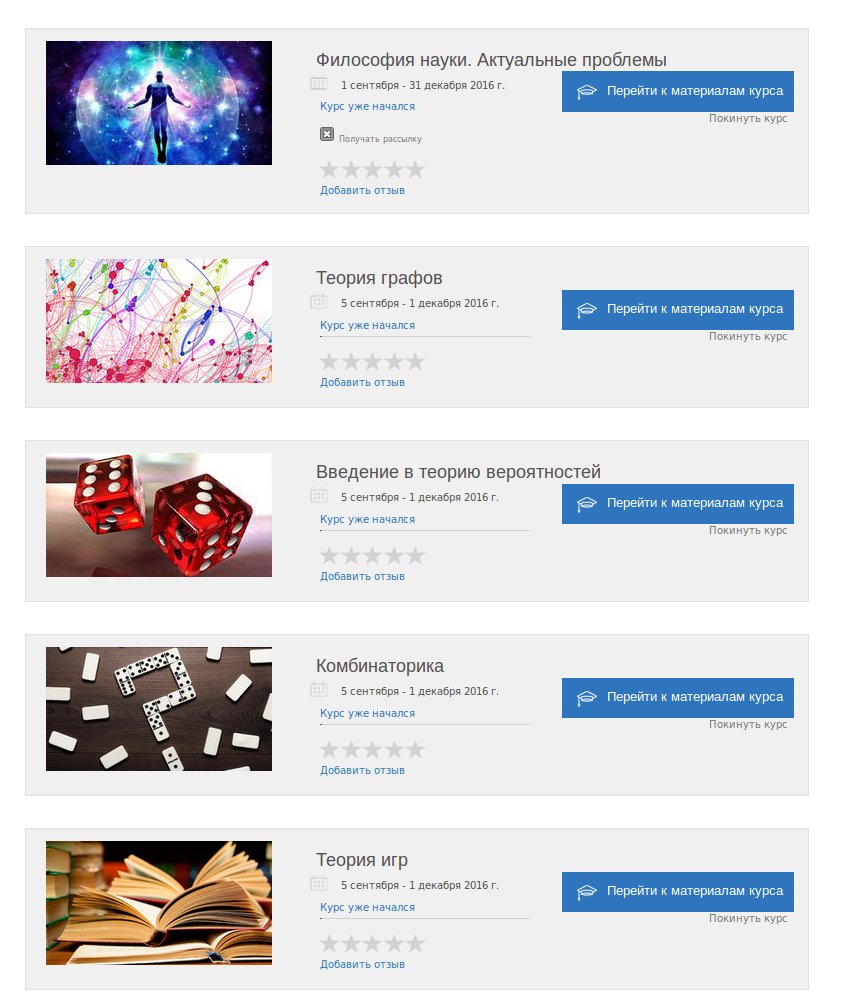 Философия науки. Актуальные проблемы
1 сентября - 31 декабря 2016 г.
Перейти к материалам курса
Курс уже начался
Покинуть курс
Получать рассылку
Добавить отзыв
Теория графов
5 сентября - 1 декабря 2016 г.
Перейти к материалам курса
Курс уже начался
Покинуть курс
Добавить отзыв
Введение в теорию вероятностей
5 сентября - 1 декабря 2016 г.
Перейти к материалам курса
Курс уже начался
Покинуть курс
Добавить отзыв
Комбинаторика
5 сентября - 1 декабря 2016 г.
Перейти к материалам курса
Курс уже начался
Покинуть курс
Добавить отзыв
Теория игр
5 сентября - 1 декабря 2016 г.
Перейти к материалам курса
Курс уже начался
Покинуть курс
Добавить отзыв